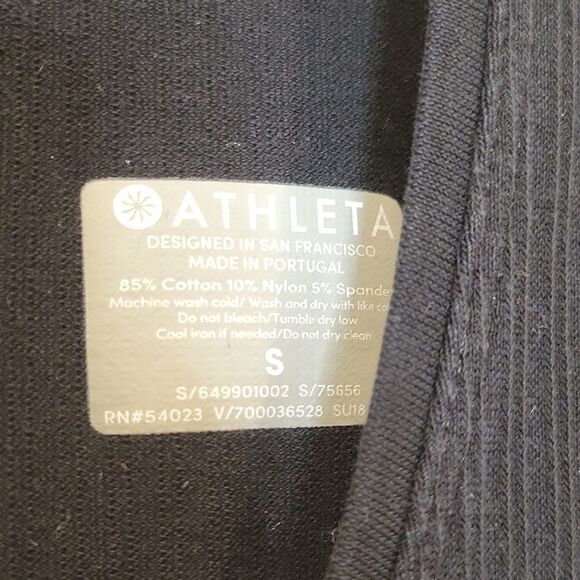 ATHLETA
DESIGNED IN SAN FRANCISCO
MADE IN PORTUGAL
85% Cotton 10% Nylon 5% Spande
Machine wash cold/ Wash and dry with like col
Do not bleach/Tumble dry low
Cool iron if needed/Do not dry clean
S
S/649901002 S/75656
RN#54023 V/700036528 SU18